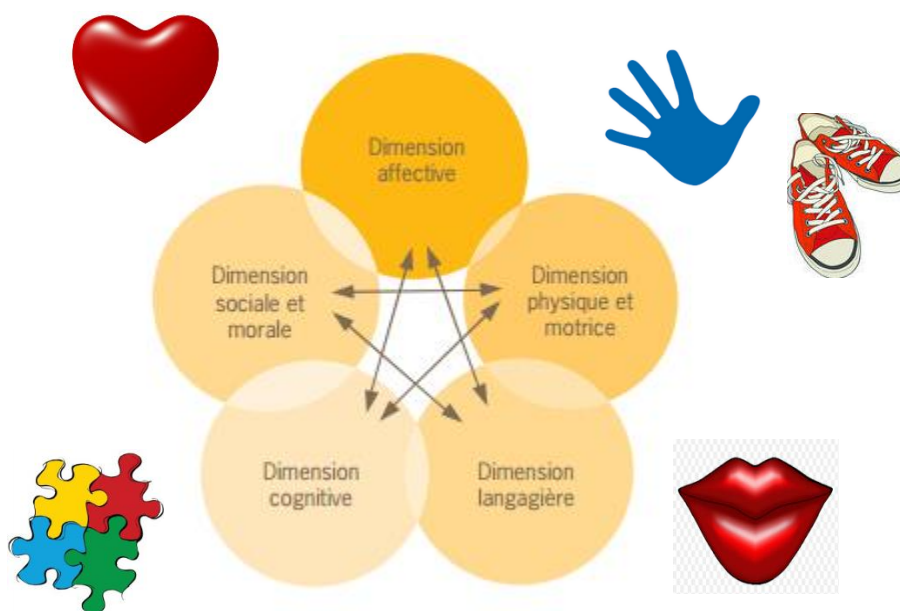 Dimension
affective
Dimension
sociale et
morale
Dimension
physique et
motrice
Dimension
cognitive
Dimension
langagière